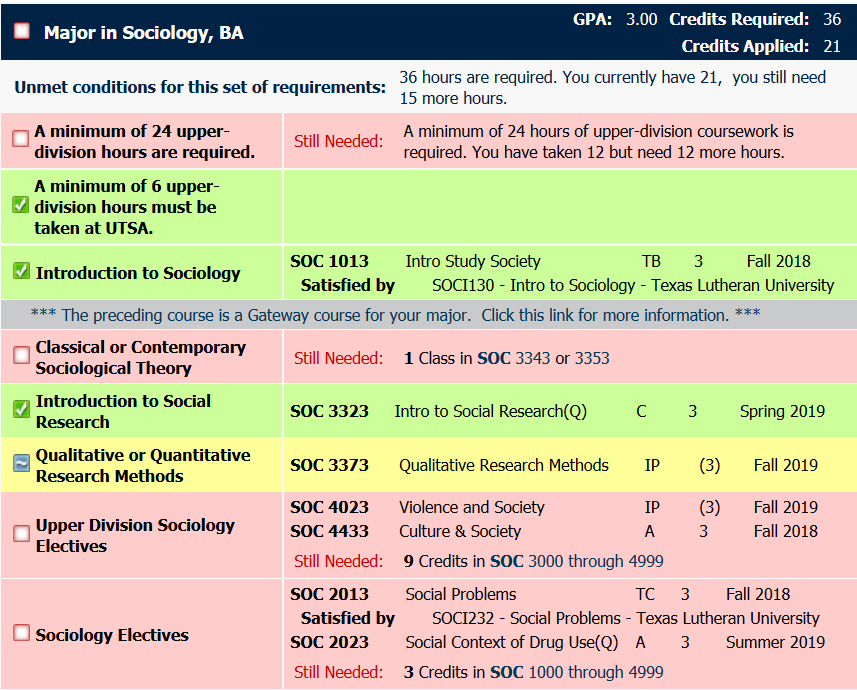 Major in Sociology, BA
GPA: 3.00 Credits Required: 36
Credits Applied: 21
Unmet conditions for this set of requirements:
36 hours are required. You currently have 21, you still need
15 more hours.
A minimum of 24 upper-
division hours are required.
Still Needed:
A minimum of 24 hours of upper-division coursework is
required. You have taken 12 but need 12 more hours.
A minimum of 6 upper-
division hours must be
taken at UTSA.
Introduction to Sociology
SOC 1013 Intro Study Society TB 3 Fall 2018
Satisfied by SOCI130 - Intro to Sociology - Texas Lutheran University
*** The preceding course is a Gateway course for your major. Click this link for more information. ***
Classical or Contemporary
Sociological Theory
Still Needed: 1 Class in SOC 3343 or 3353
Introduction to Social
Research
SOC 3323 Intro to Social Research(Q) C 3 Spring 2019
Qualitative or Quantitative
Research Methods
SOC 3373 Qualitative Research Methods IP (3) Fall 2019
Upper Division Sociology
Electives
SOC 4023 Violence and Society IP (3) Fall 2019
SOC 4433 Culture & Society A 3 Fall 2018
Still Needed: 9 Credits in SOC 3000 through 4999
Sociology Electives
SOC 2013 Social Problems TC 3 Fall 2018
Satisfied by SOCI232 - Social Problems - Texas Lutheran University
SOC 2023 Social Context of Drug Use(Q) A 3 Summer 2019
Still Needed: 3 Credits in SOC 1000 through 4999